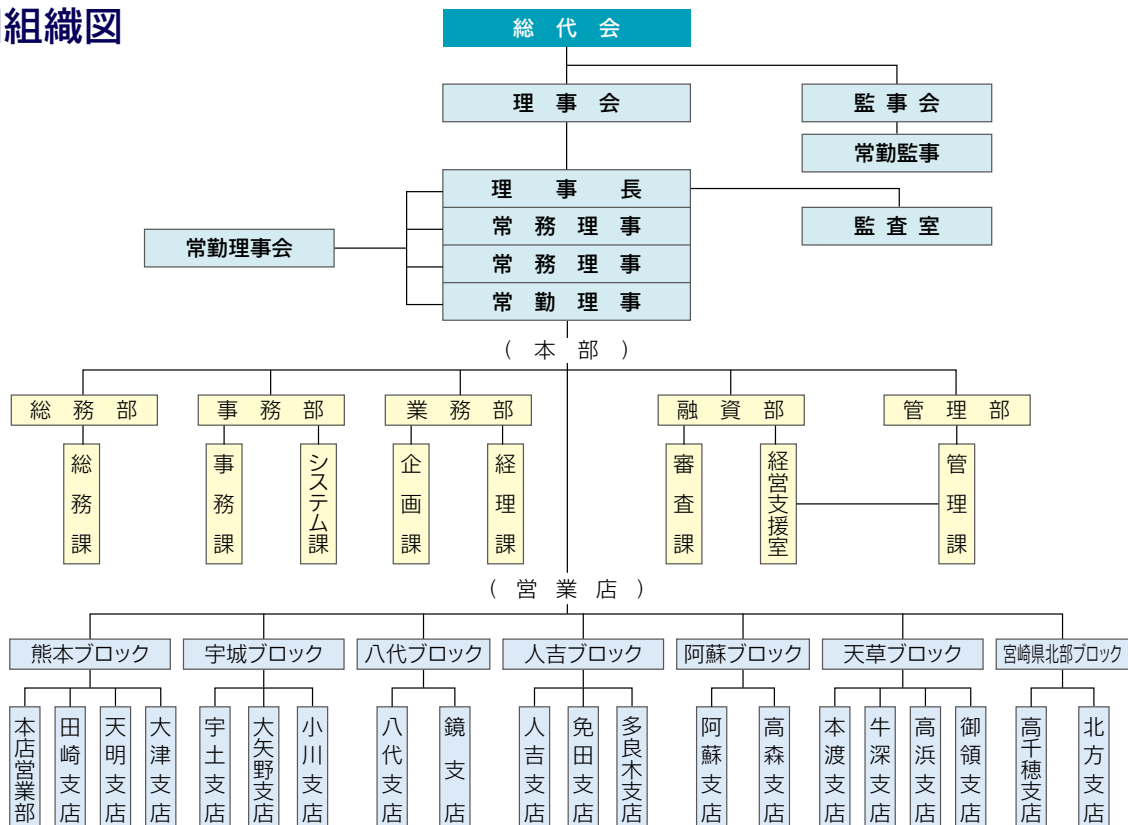 組織図
総代会
理事会
監事会
常勤監事
理事長
常務理事
監査室
常勤理事会
常務理事
常勤理事
(本部)
総務部
事務部
業務部
融資部
管理部
総務課
事務課
システム課
企画課
経理課
審査課
経営支援室
管理課
(営業店)
熊本ブロック
宇城ブロック
八代ブロック
人吉ブロック
阿蘇ブロック
天草ブロック
宮崎県北部ブロック
本店営業部
田崎支店
天明支店
大津支店
宇土支店
大矢野支店
小川支店
八代支店
鏡支店
人吉支店
免田支店
多良木支店
阿蘇支店
高森支店
本渡支店
牛深支店
高浜支店
御領支店
高千穂支店
北方支店